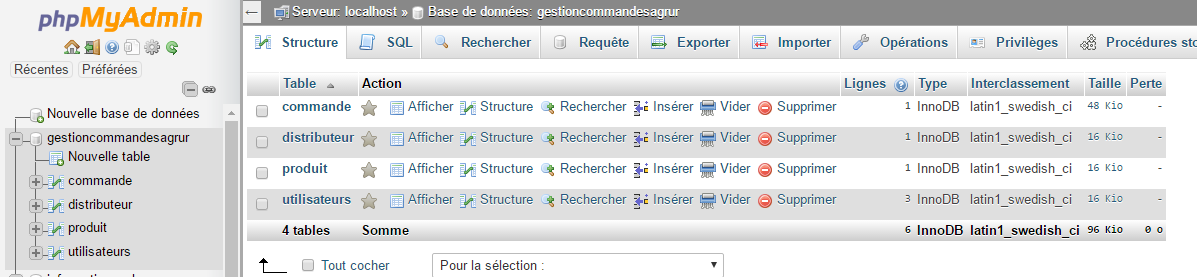 phpMyAdmin
Récentes Préférées
Nouvelle base de données
gestioncommandesagrur
Nouvelle table
commande
distributeur
produit
utilisateurs
Serveur: localhost » Base de données: gestioncommandesagrur
Structure SQL Rechercher Requête Exporter Importer Opérations Privilèges Procédures sto
Table Action Lignes Type Interclassement Taille Perte
commande Afficher Structure Rechercher Insérer Vider Supprimer 1 InnoDB latin1_swedish_ci 48 Kio -
distributeur Afficher Structure Rechercher Insérer Vider Supprimer 1 InnoDB latin1_swedish_ci 16 Kio -
produit Afficher Structure Rechercher Insérer Vider Supprimer 1 InnoDB latin1_swedish_ci 16 Kio -
utilisateurs Afficher Structure Rechercher Insérer Vider Supprimer 3 InnoDB latin1_swedish_ci 16 Kio -
4 tables Somme 6 InnoDB latin1_swedish_ci 96 Kio 0 o
Tout cocher Pour la sélection :